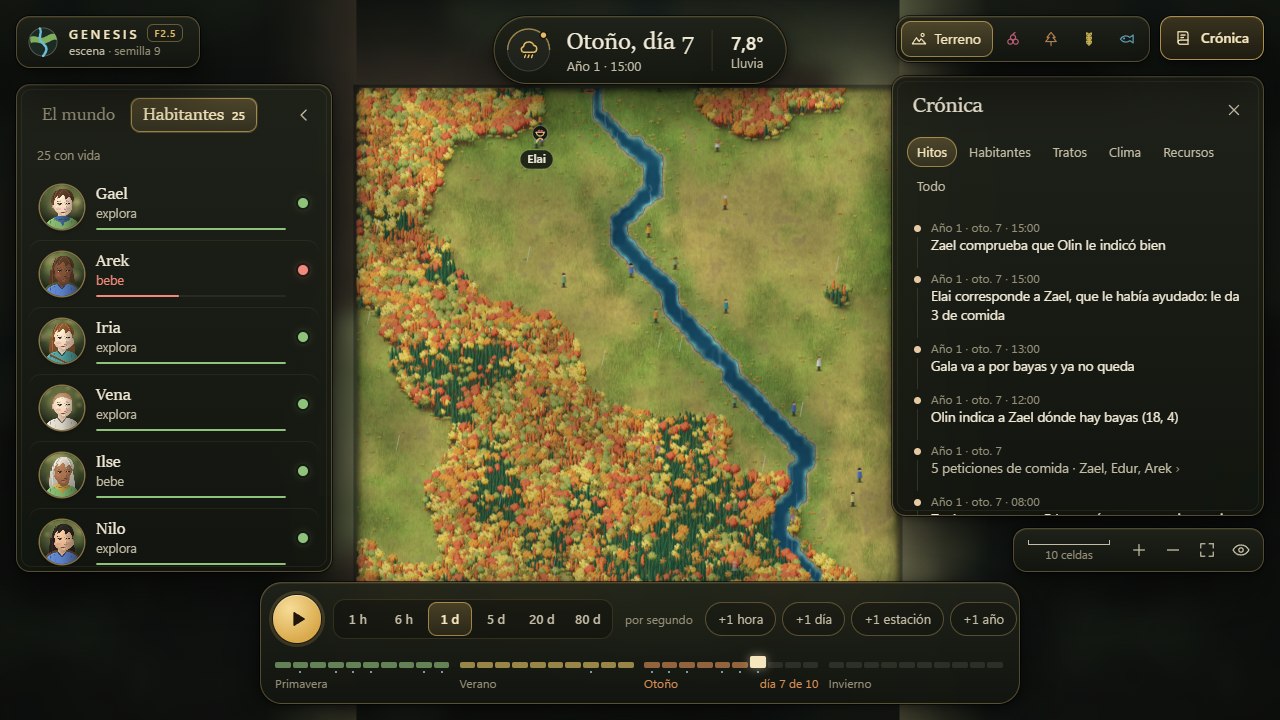 GENESIS F2.5
escena · semilla 9
Otoño, día 7
Año 1 · 15:00
7,8°
Lluvia
Terreno
Crónica
El mundo
Habitantes 25
25 con vida
Gael
explora
Arek
bebe
Iria
explora
Vena
explora
Ilse
bebe
Nilo
explora
Elai
Crónica
Hitos
Habitantes
Tratos
Clima
Recursos
Todo
Año 1 · oto. 7 · 15:00
Zael comprueba que Olin le indicó bien
Año 1 · oto. 7 · 15:00
Elai corresponde a Zael, que le había ayudado: le da
3 de comida
Año 1 · oto. 7 · 13:00
Gala va a por bayas y ya no queda
Año 1 · oto. 7 · 12:00
Olin indica a Zael dónde hay bayas (18, 4)
Año 1 · oto. 7
5 peticiones de comida · Zael, Edur, Arek ›
Año 1 · oto. 7 · 08:00
10 celdas
1 h
6 h
1 d
5 d
20 d
80 d
por segundo
+1 hora
+1 día
+1 estación
+1 año
Primavera
Verano
Otoño
día 7 de 10
Invierno